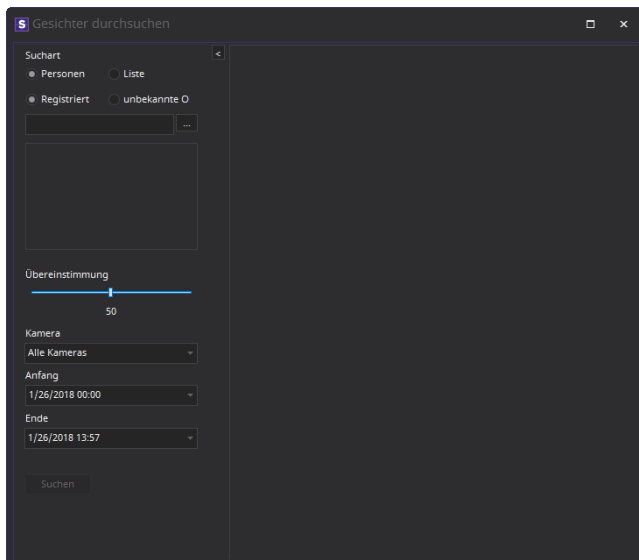 S Gesichter durchsuchen
Suchart
<
Personen Liste
Registriert unbekannte O
...
Übereinstimmung
50
Kamera
Alle Kameras
Anfang
1/26/2018 00:00
Ende
1/26/2018 13:57
Suchen